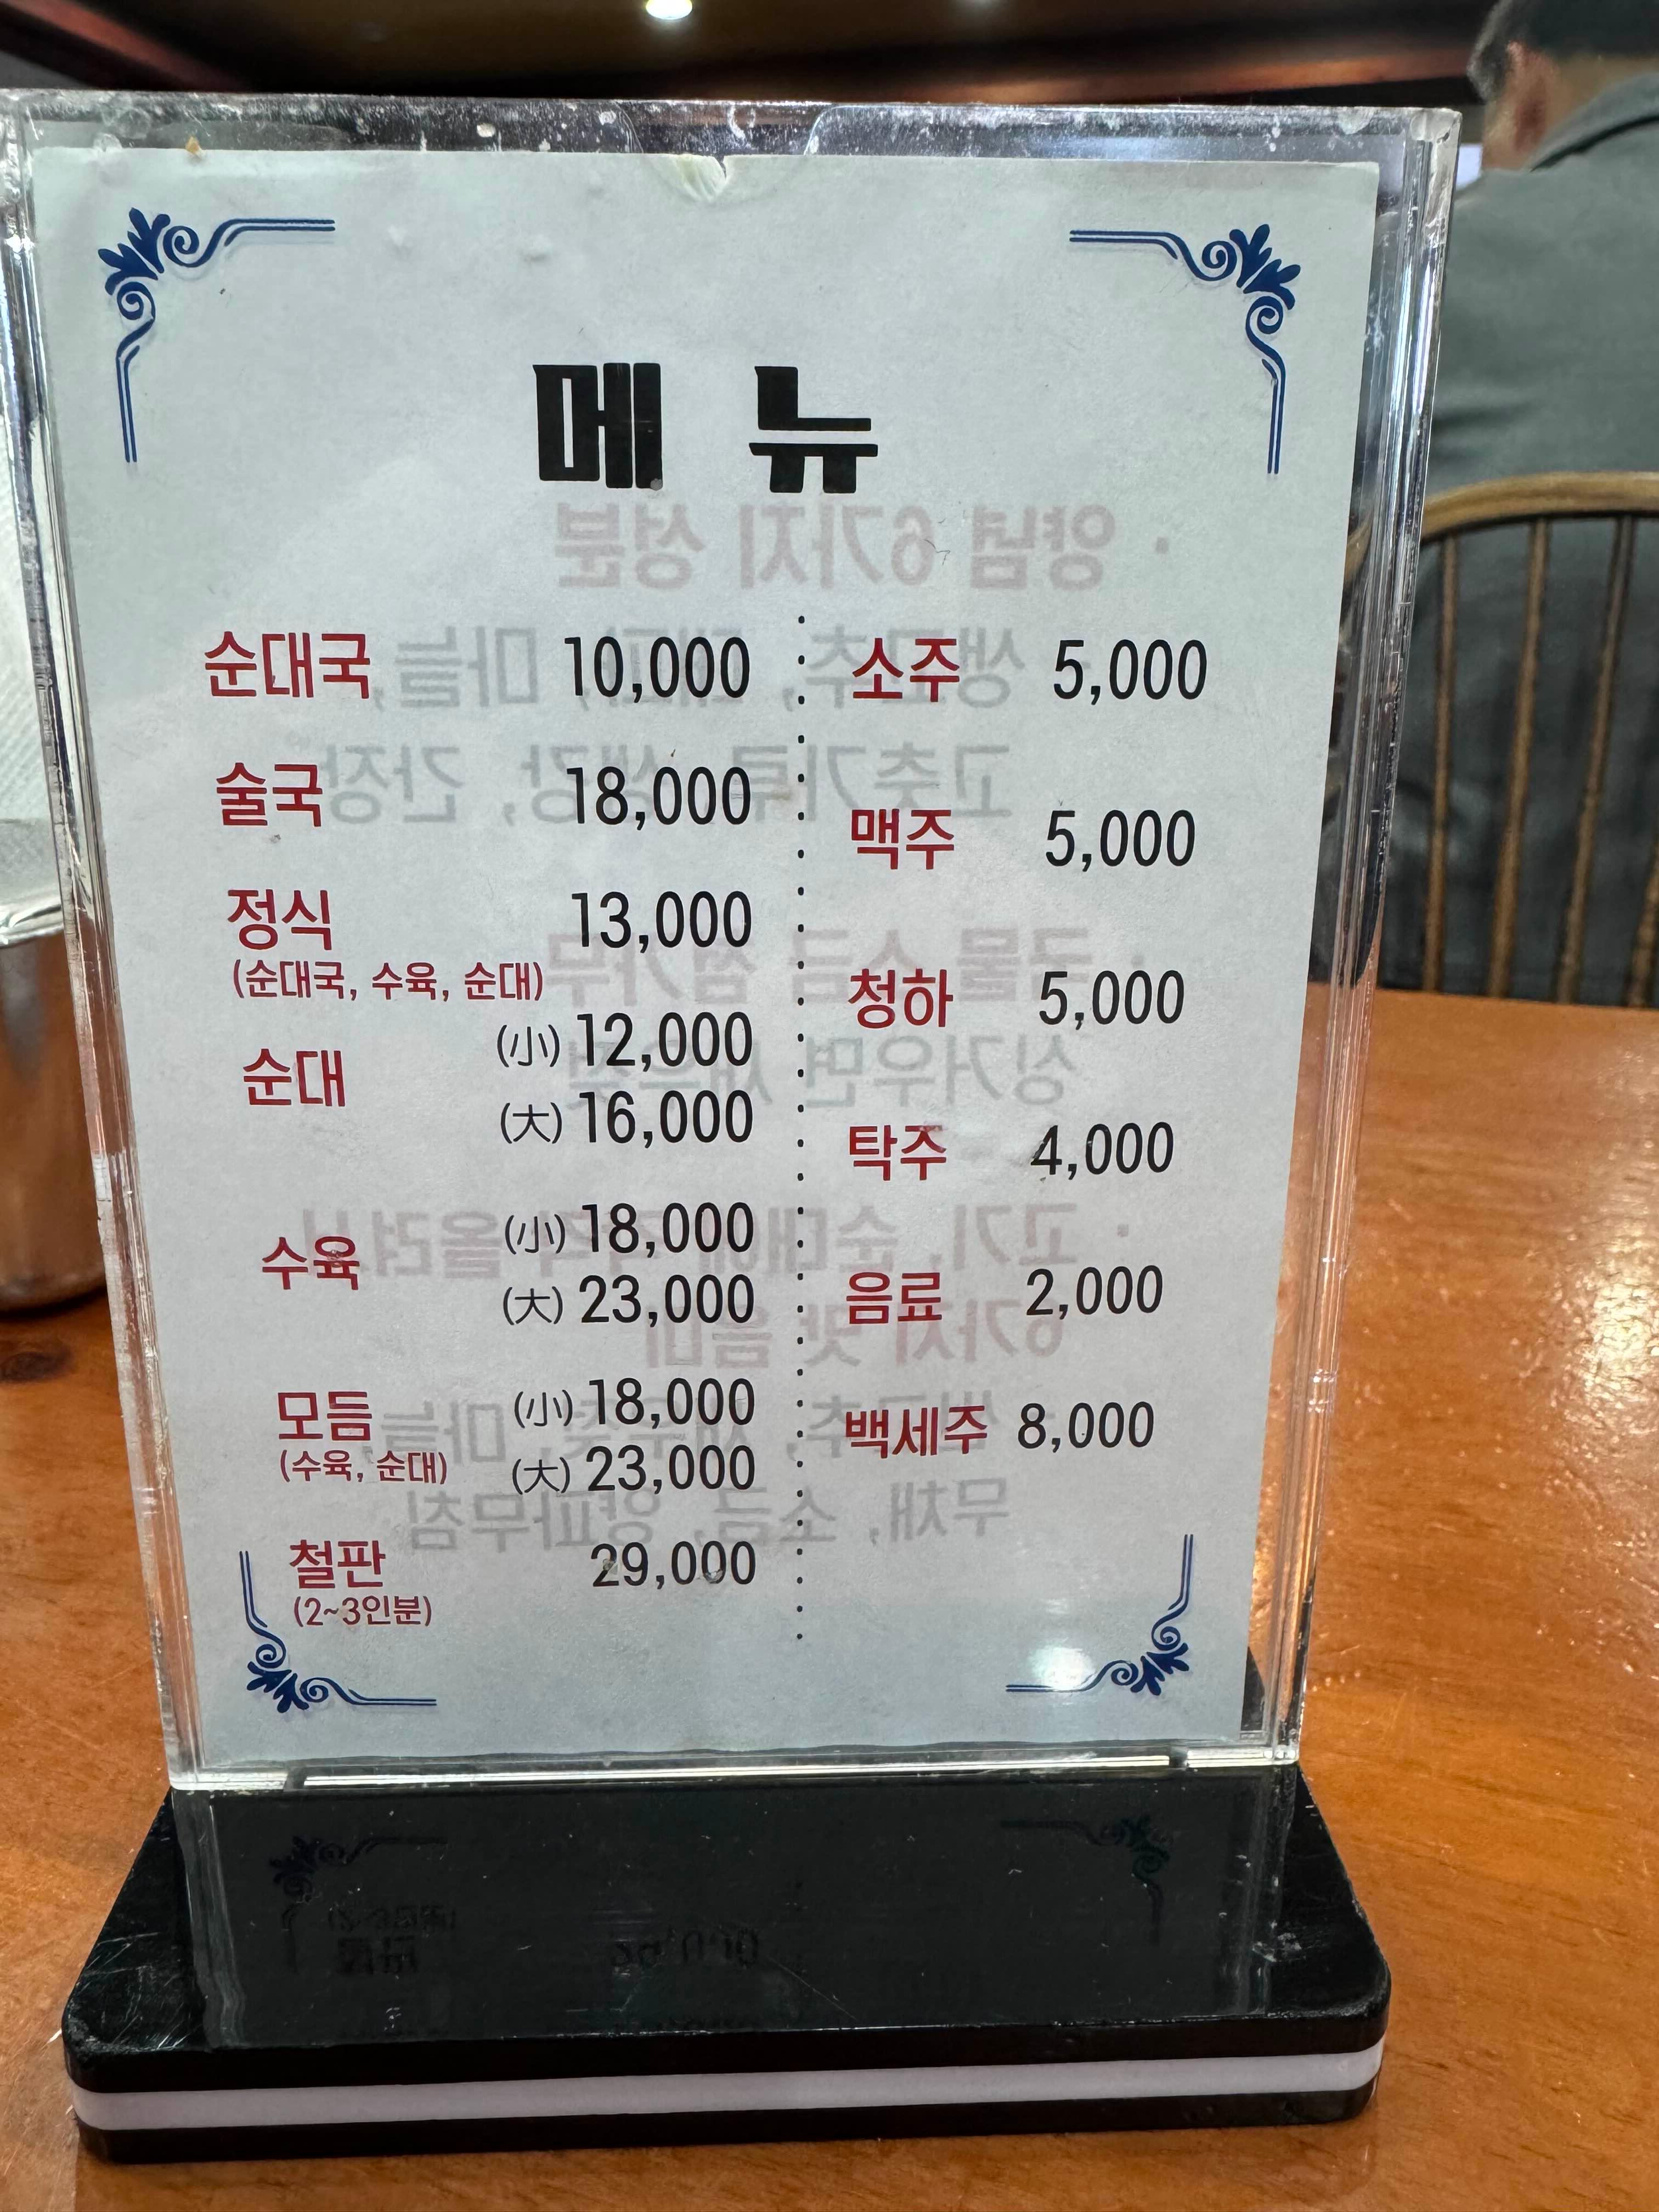 메뉴
순대국 10,000
술국 18,000
정식 13,000
(순대국, 수육, 순대)
순대 (小) 12,000
(大) 16,000
수육 (小) 18,000
(大) 23,000
모듬 (小) 18,000
(수육, 순대) (大) 23,000
철판 29,000
(2~3인분)
소주 5,000
맥주 5,000
청하 5,000
탁주 4,000
음료 2,000
백세주 8,000